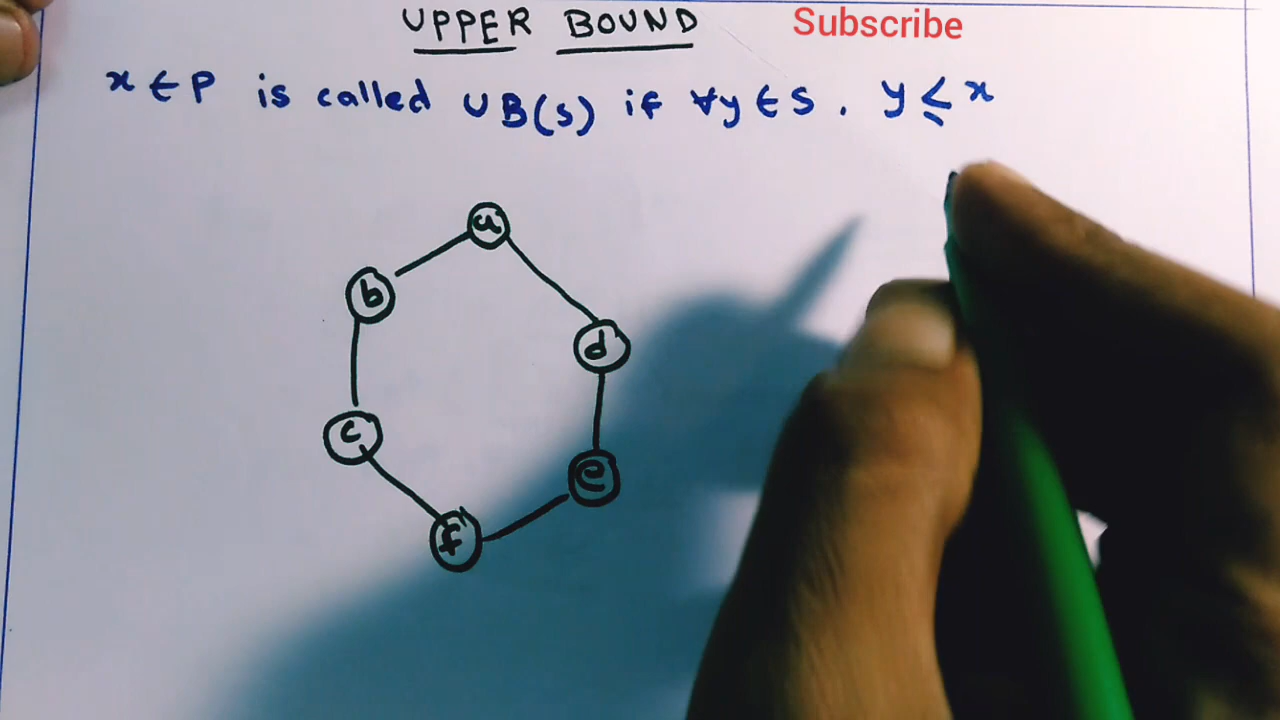 UPPER BOUND Subscribe
x ∈ P is called UB(s) if ∀y ∈ S . y ≤ x
a
b
d
c
e
f